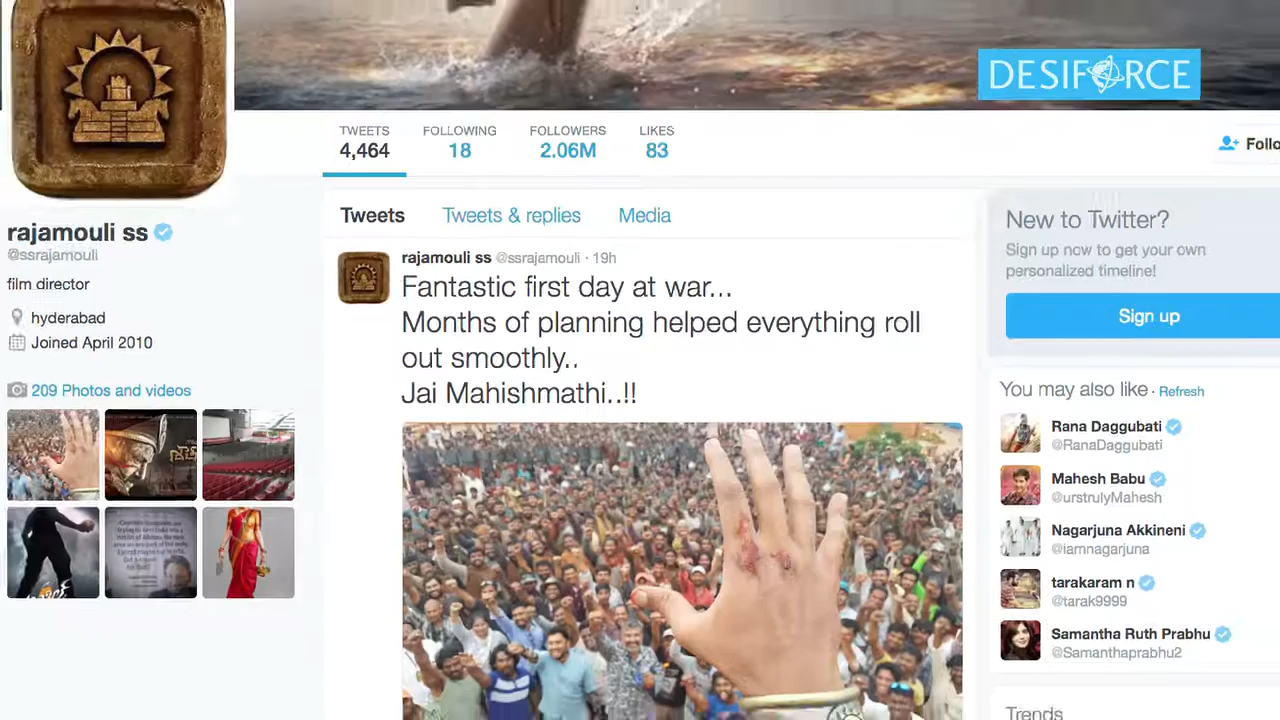 DESIFORCE
TWEETS
4,464
FOLLOWING
18
FOLLOWERS
2.06M
LIKES
83
Follo
rajamouli ss
@ssrajamouli
film director
hyderabad
Joined April 2010
209 Photos and videos
Tweets
Tweets & replies
Media
rajamouli ss @ssrajamouli · 19h
Fantastic first day at war...
Months of planning helped everything roll
out smoothly..
Jai Mahishmathi..!!
New to Twitter?
Sign up now to get your own
personalized timeline!
Sign up
You may also like · Refresh
Rana Daggubati
@RanaDaggubati
Mahesh Babu
@urstrulyMahesh
Nagarjuna Akkineni
@iamnagarjuna
tarakaram n
@tarak9999
Samantha Ruth Prabhu
@Samanthaprabhu2
Trends